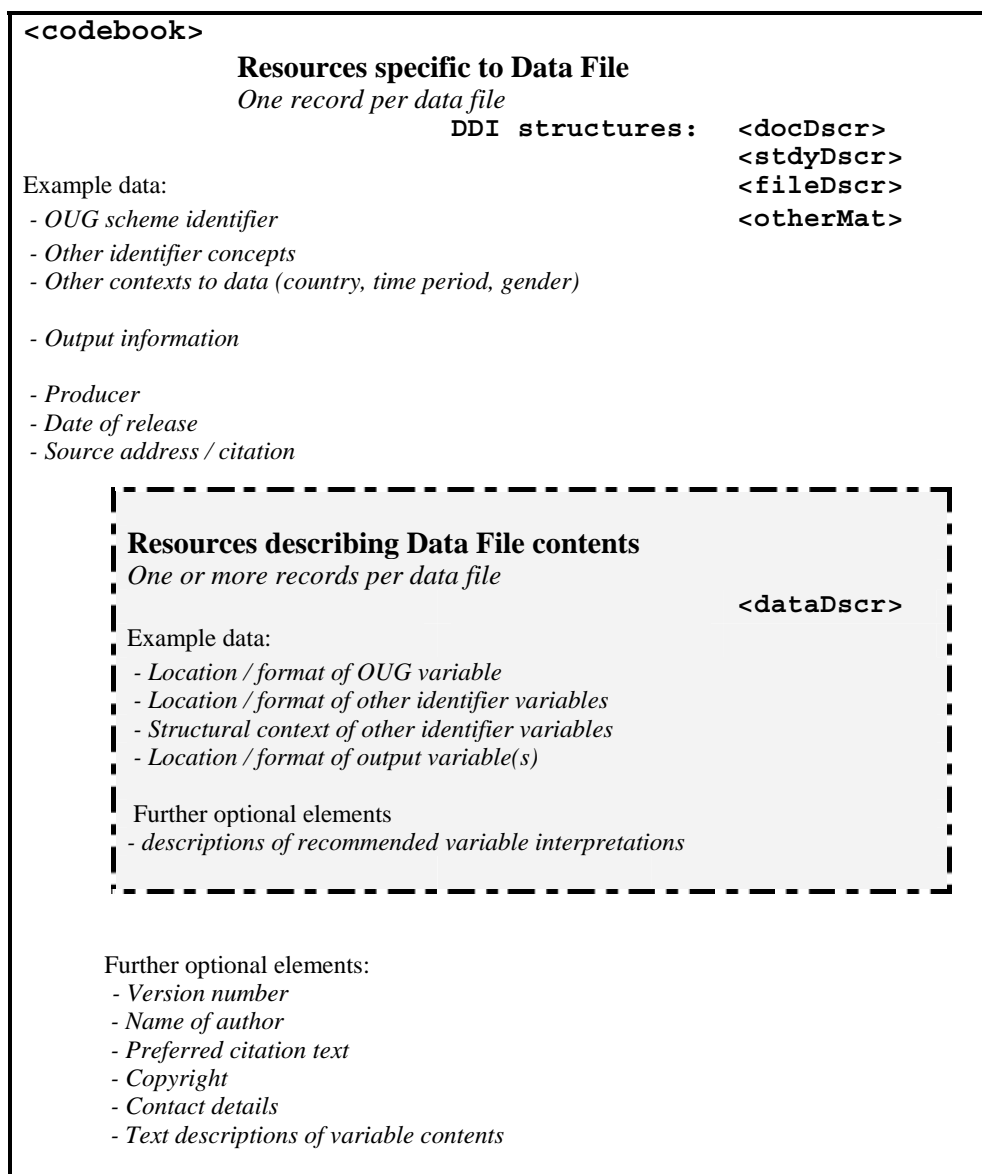 <codebook>
Resources specific to Data File
One record per data file
DDI structures: <docDscr>
<stdyDscr>
Example data: <fileDscr>
- OUG scheme identifier <otherMat>
- Other identifier concepts
- Other contexts to data (country, time period, gender)
- Output information
- Producer
- Date of release
- Source address / citation
Resources describing Data File contents
One or more records per data file
<dataDscr>
Example data:
- Location / format of OUG variable
- Location / format of other identifier variables
- Structural context of other identifier variables
- Location / format of output variable(s)
Further optional elements
- descriptions of recommended variable interpretations
Further optional elements:
- Version number
- Name of author
- Preferred citation text
- Copyright
- Contact details
- Text descriptions of variable contents